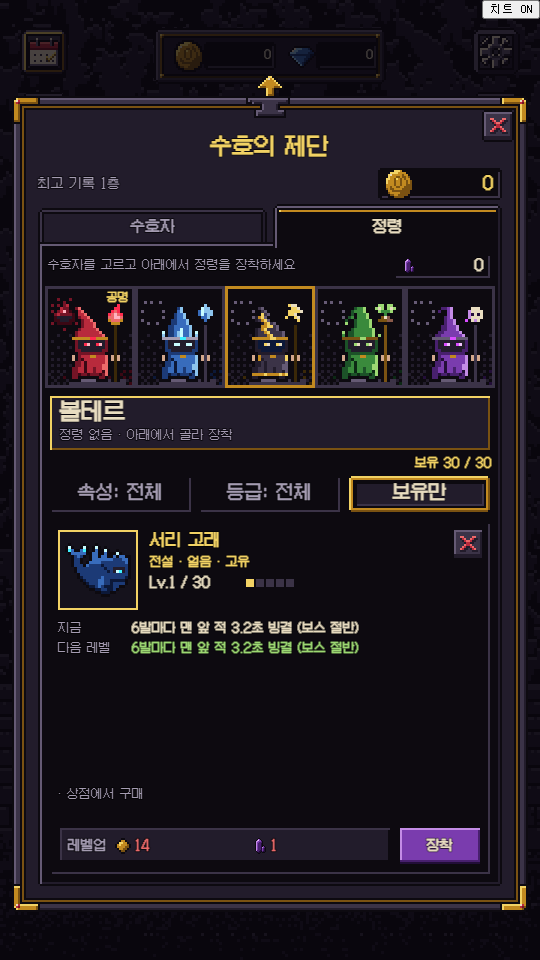 치트 ON
0
0
수호의 제단
최고 기록 1층
0
수호자
정령
수호자를 고르고 아래에서 정령을 장착하세요
0
공명
볼테르
정령 없음 · 아래에서 골라 장착
보유 30 / 30
속성: 전체
등급: 전체
보유만
서리 고래
전설 · 얼음 · 고유
Lv.1 / 30
지금
6발마다 맨 앞 적 3.2초 빙결 (보스 절반)
다음 레벨
6발마다 맨 앞 적 3.2초 빙결 (보스 절반)
· 상점에서 구매
레벨업
14
1
장착